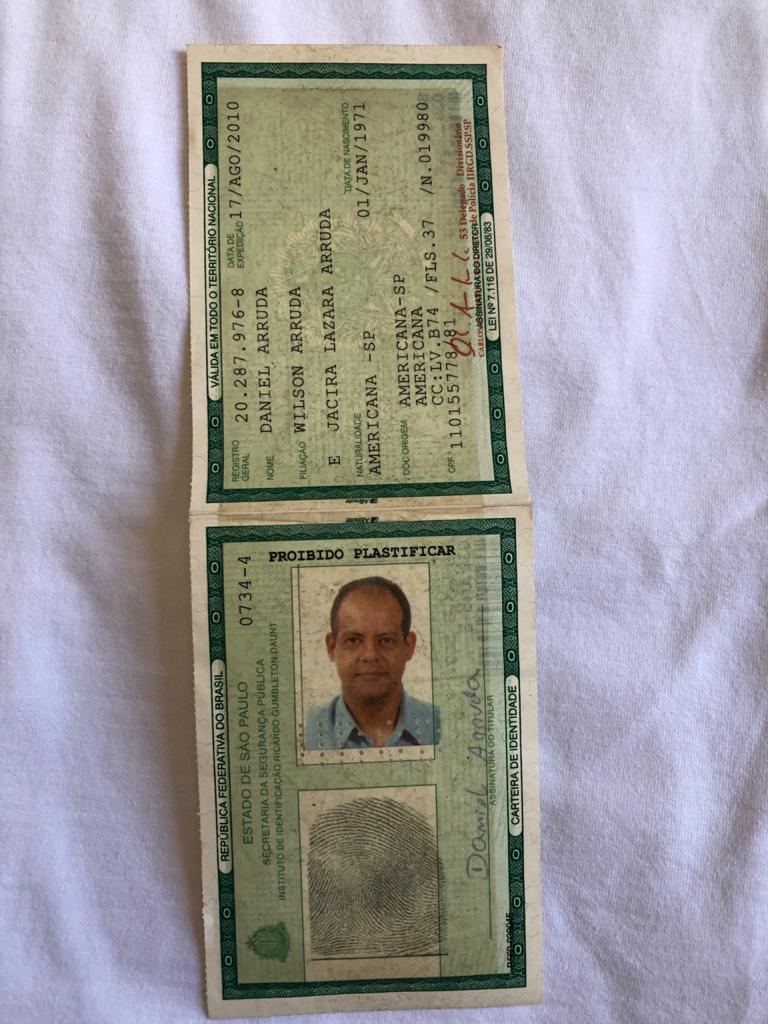 REPÚBLICA FEDERATIVA DO BRASIL
ESTADO DE SÃO PAULO
0734-4
SECRETARIA DA SEGURANÇA PÚBLICA
INSTITUTO DE IDENTIFICAÇÃO RICARDO GUMBLETON DAUNT
PROIBIDO PLASTIFICAR
Daniel Arruda
ASSINATURA DO TITULAR
CARTEIRA DE IDENTIDADE
VÁLIDA EM TODO O TERRITÓRIO NACIONAL
REGISTRO GERAL 20.287.976-8 DATA DE EXPEDIÇÃO 17/AGO/2010
NOME DANIEL ARRUDA
FILIAÇÃO WILSON ARRUDA
E JACIRA LAZARA ARRUDA
NATURALIDADE DATA DE NASCIMENTO
AMERICANA -SP 01/JAN/1971
DOC ORIGEM AMERICANA-SP
AMERICANA
CC:LV.B74 /FLS.37 /N.019980
CPF 110155778/81
53 Delegado Divisionário
CARLOS de Polícia IIRGD.SSP.SP
ASSINATURA DO DIRETOR
LEI Nº 7.116 DE 29/08/83